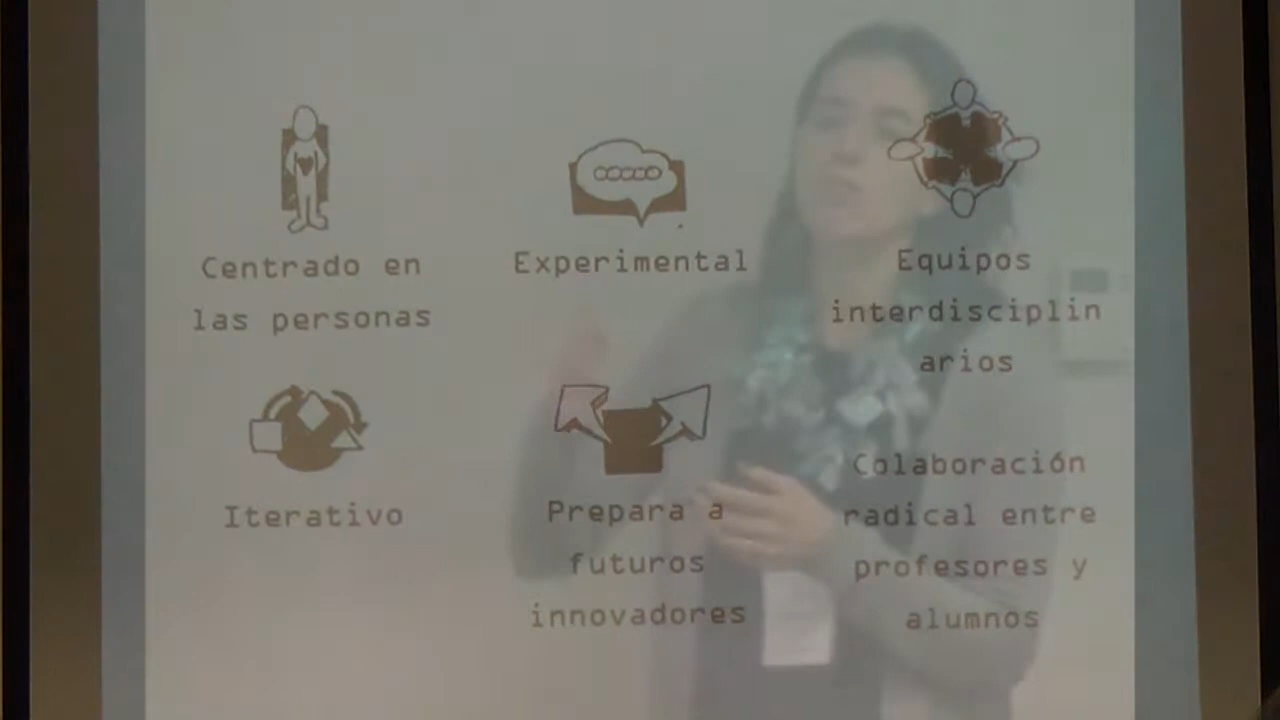 Centrado en
las personas
Experimental
Equipos
interdisciplin
arios
Iterativo
Prepara a
futuros
innovadores
Colaboración
radical entre
profesores y
alumnos